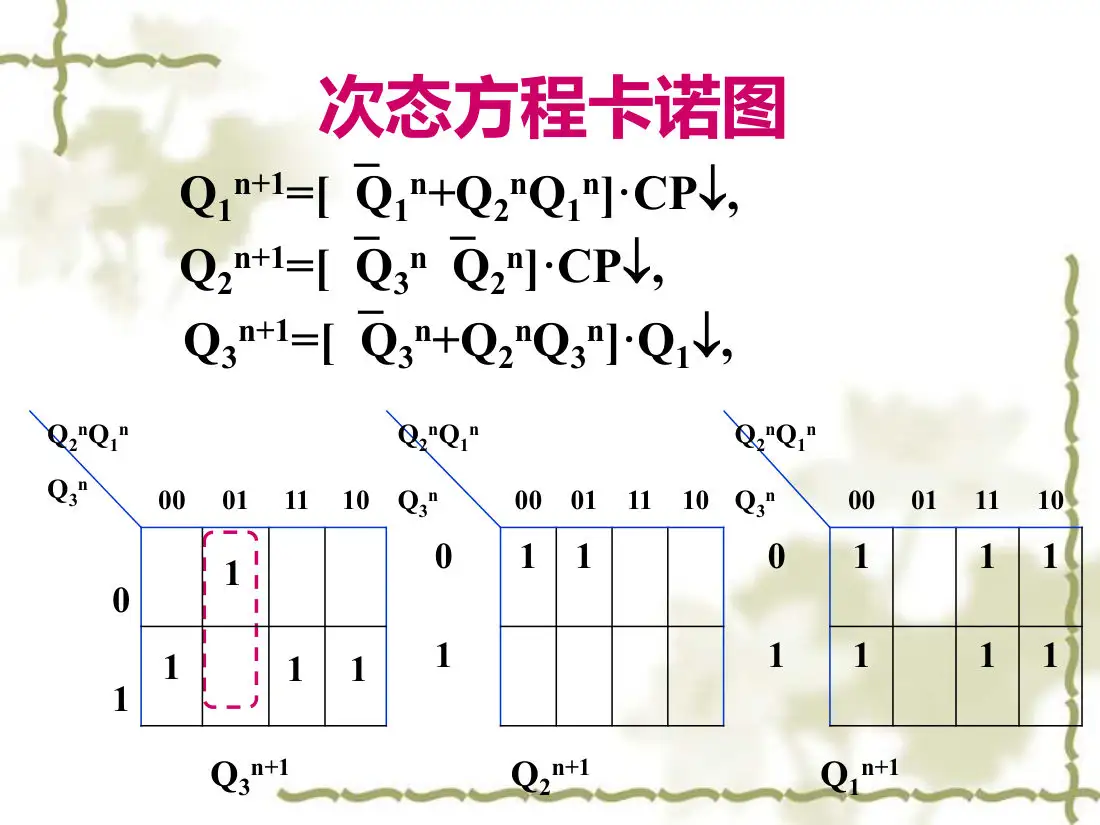 次态方程卡诺图
Q₁ⁿ⁺¹=[ Q̅₁ⁿ+Q₂ⁿQ₁ⁿ]·CP↓,
Q₂ⁿ⁺¹=[ Q̅₃ⁿ Q̅₂ⁿ]·CP↓,
Q₃ⁿ⁺¹=[ Q̅₃ⁿ+Q₂ⁿQ₃ⁿ]·Q₁↓,
Q₂ⁿQ₁ⁿ Q₂ⁿQ₁ⁿ Q₂ⁿQ₁ⁿ
Q₃ⁿ 00 01 11 10 Q₃ⁿ 00 01 11 10 Q₃ⁿ 00 01 11 10
0 1 0 1 1 0 1 1 1
1 1 1 1 1 1 1 1 1
Q₃ⁿ⁺¹ Q₂ⁿ⁺¹ Q₁ⁿ⁺¹